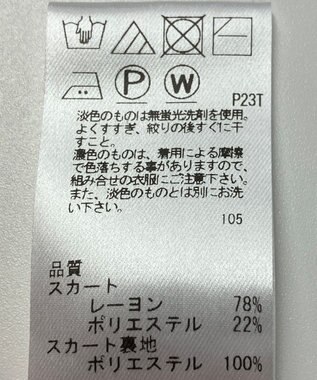 P W
P23T
淡色のものは無蛍光洗剤を使用。
よくすすぎ、絞りの後すぐに干
すこと。
濃色のものは、着用による摩擦
で色落ちする事がありますので、
組み合せの衣服にご注意下さい。
また、淡色のものとは別にお洗
い下さい。
105
品質
スカート
レーヨン 78%
ポリエステル 22%
スカート裏地
ポリエステル 100%